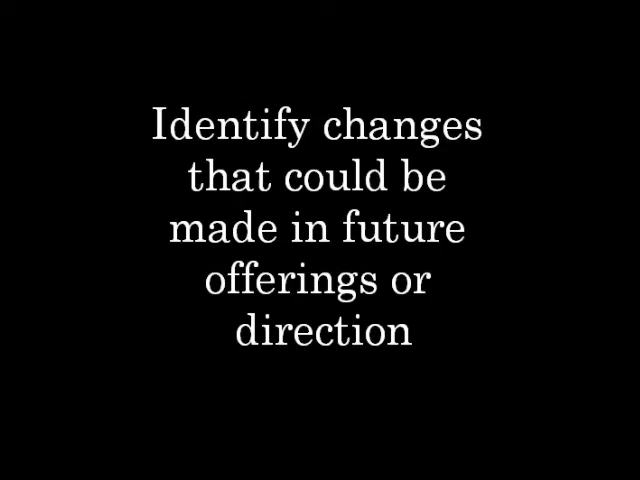 Identify changes
that could be
made in future
offerings or
direction